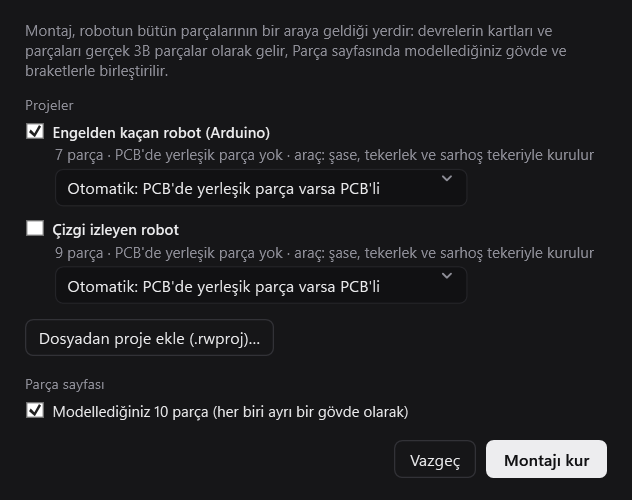 Montaj, robotun bütün parçalarının bir araya geldiği yerdir: devrelerin kartları ve
parçaları gerçek 3B parçalar olarak gelir, Parça sayfasında modellediğiniz gövde ve
braketlerle birleştirilir.
Projeler
Engelden kaçan robot (Arduino)
7 parça · PCB'de yerleşik parça yok · araç: şase, tekerlek ve sarhoş tekeriyle kurulur
Otomatik: PCB'de yerleşik parça varsa PCB'li
Çizgi izleyen robot
9 parça · PCB'de yerleşik parça yok · araç: şase, tekerlek ve sarhoş tekeriyle kurulur
Otomatik: PCB'de yerleşik parça varsa PCB'li
Dosyadan proje ekle (.rwproj)...
Parça sayfası
Modellediğiniz 10 parça (her biri ayrı bir gövde olarak)
Vazgeç
Montajı kur